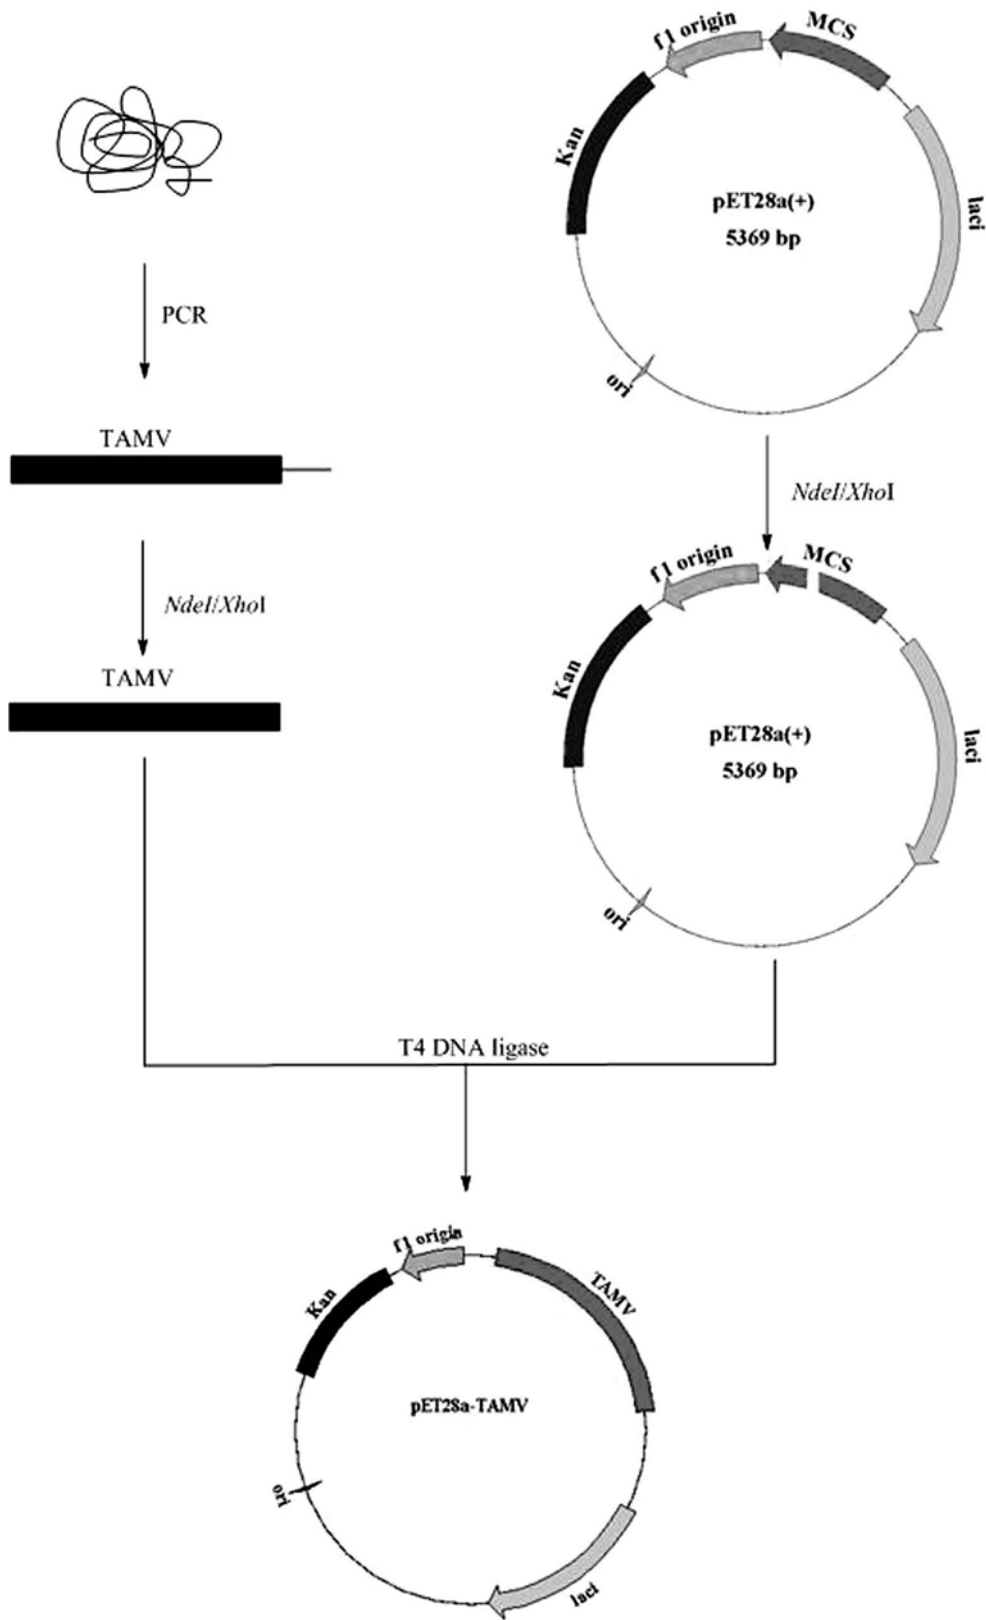 f1 origin
MCS
Kan
pET28a(+)
5369 bp
laci
ori
PCR
TAMV
NdeI/XhoI
NdeI/XhoI
TAMV
f1 origin
MCS
Kan
pET28a(+)
5369 bp
laci
ori
T4 DNA ligase
f1 origin
Kan
TAMV
pET28a-TAMV
ori
laci